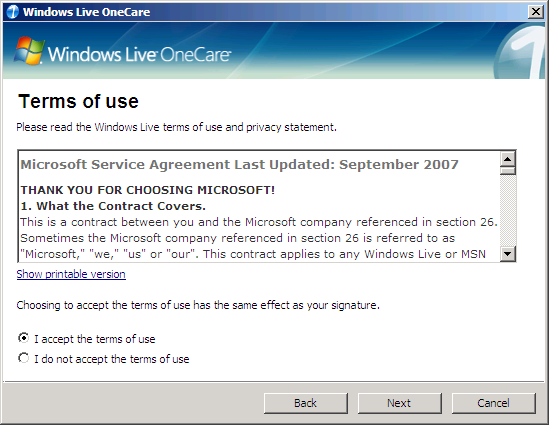 Windows Live OneCare
Windows Live OneCare
Terms of use
Please read the Windows Live terms of use and privacy statement.
Microsoft Service Agreement Last Updated: September 2007
THANK YOU FOR CHOOSING MICROSOFT!
1. What the Contract Covers.
This is a contract between you and the Microsoft company referenced in section 26.
Sometimes the Microsoft company referenced in section 26 is referred to as
"Microsoft," "we," "us" or "our". This contract applies to any Windows Live or MSN
Show printable version
Choosing to accept the terms of use has the same effect as your signature.
I accept the terms of use
I do not accept the terms of use
Back
Next
Cancel